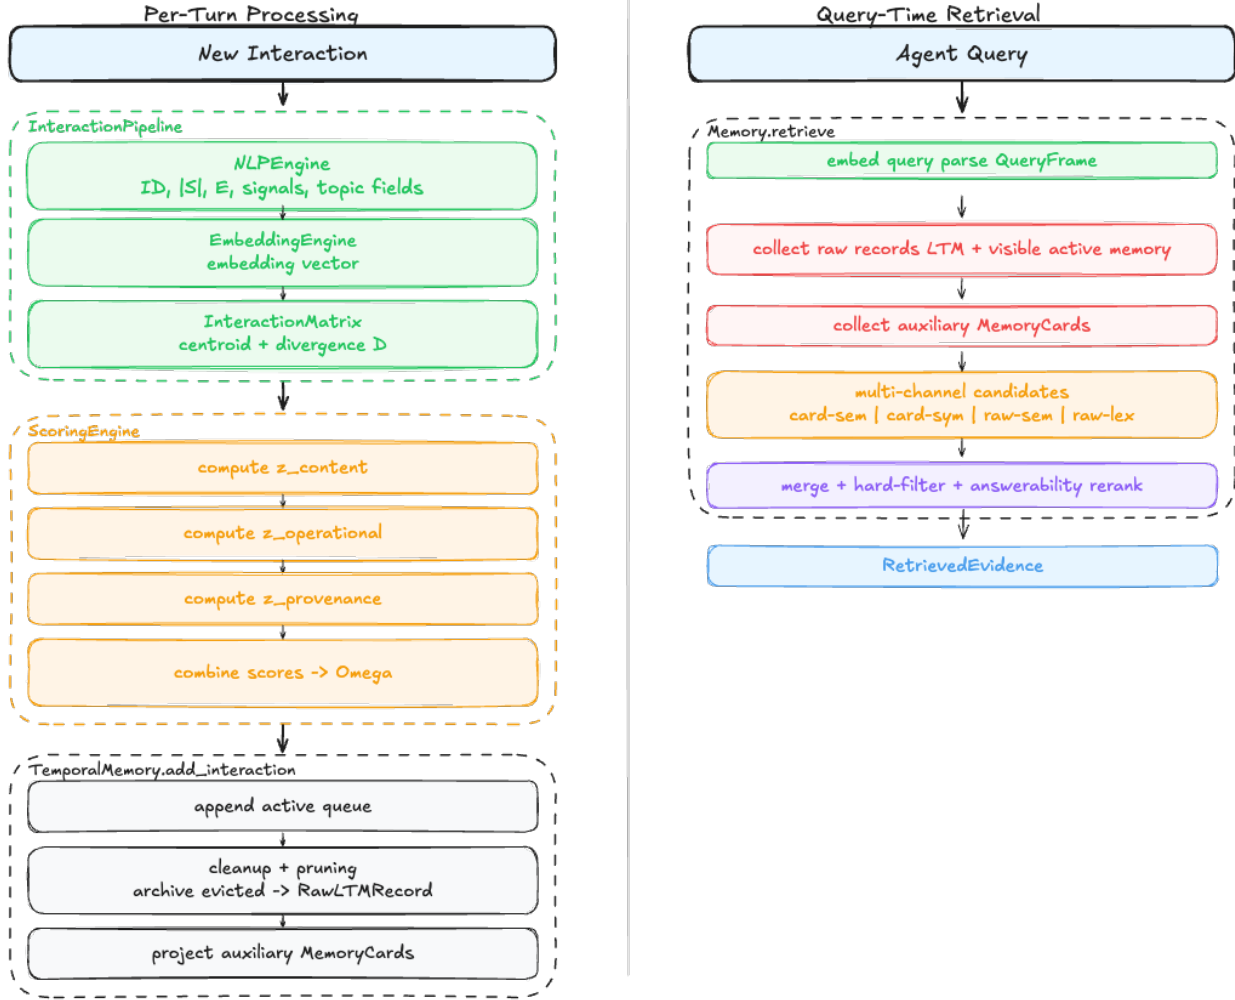 Per-Turn Processing
New Interaction
InteractionPipeline
NLPEngine
ID, |S|, E, signals, topic fields
EmbeddingEngine
embedding vector
InteractionMatrix
centroid + divergence D
ScoringEngine
compute z_content
compute z_operational
compute z_provenance
combine scores -> Omega
TemporalMemory.add_interaction
append active queue
cleanup + pruning
archive evicted -> RawLTMRecord
project auxiliary MemoryCards
Query-Time Retrieval
Agent Query
Memory.retrieve
embed query parse QueryFrame
collect raw records LTM + visible active memory
collect auxiliary MemoryCards
multi-channel candidates
card-sem | card-sym | raw-sem | raw-lex
merge + hard-filter + answerability rerank
RetrievedEvidence